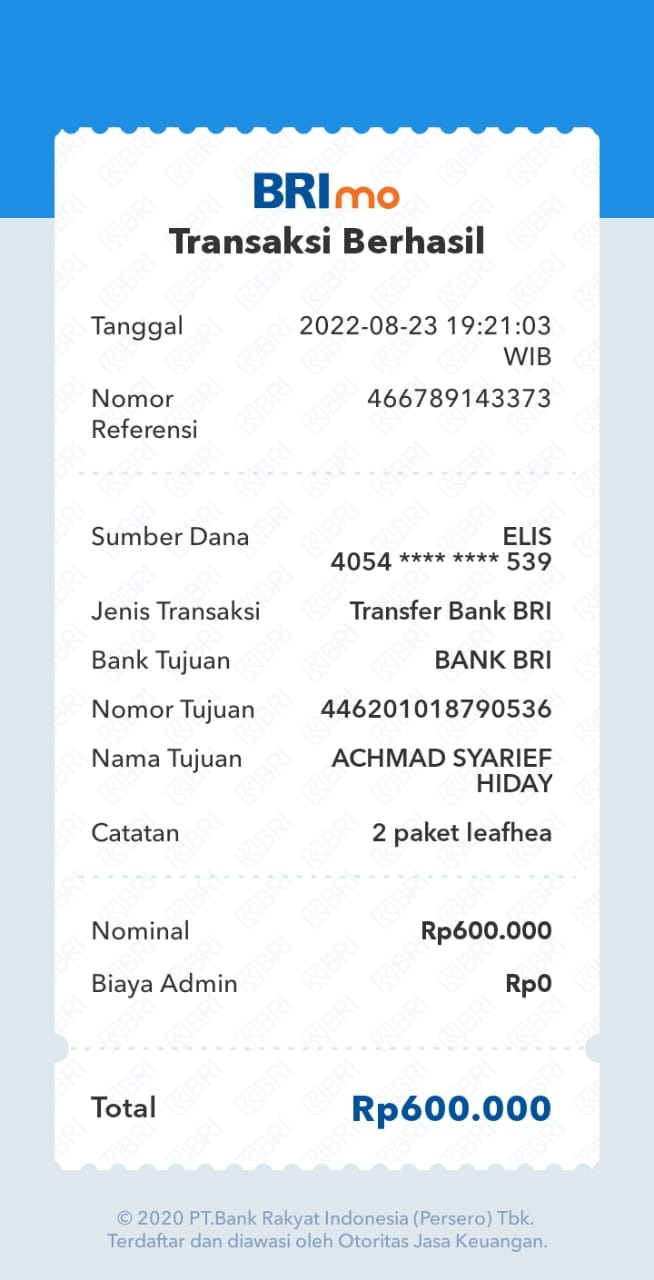 BRImo
Transaksi Berhasil
Tanggal 2022-08-23 19:21:03
WIB
Nomor 466789143373
Referensi
Sumber Dana ELIS
4054 **** **** 539
Jenis Transaksi Transfer Bank BRI
Bank Tujuan BANK BRI
Nomor Tujuan 446201018790536
Nama Tujuan ACHMAD SYARIEF
HIDAY
Catatan 2 paket leafhea
Nominal Rp600.000
Biaya Admin Rp0
Total Rp600.000
© 2020 PT.Bank Rakyat Indonesia (Persero) Tbk.
Terdaftar dan diawasi oleh Otoritas Jasa Keuangan.